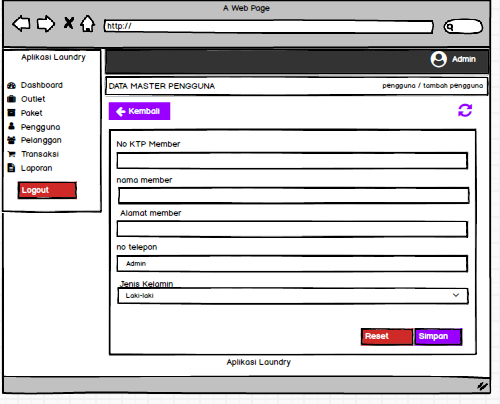 A Web Page
http://
Aplikasi Laundry
Admin
Dashboard
Outlet
Paket
Pengguna
Pelanggan
Transaksi
Laporan
Logout
DATA MASTER PENGGUNA
pengguna / tambah pengguna
Kembali
No KTP Member
nama member
Alamat member
no telepon
Admin
Jenis Kelamin
Laki-laki
Reset
Simpan
Aplikasi Laundry